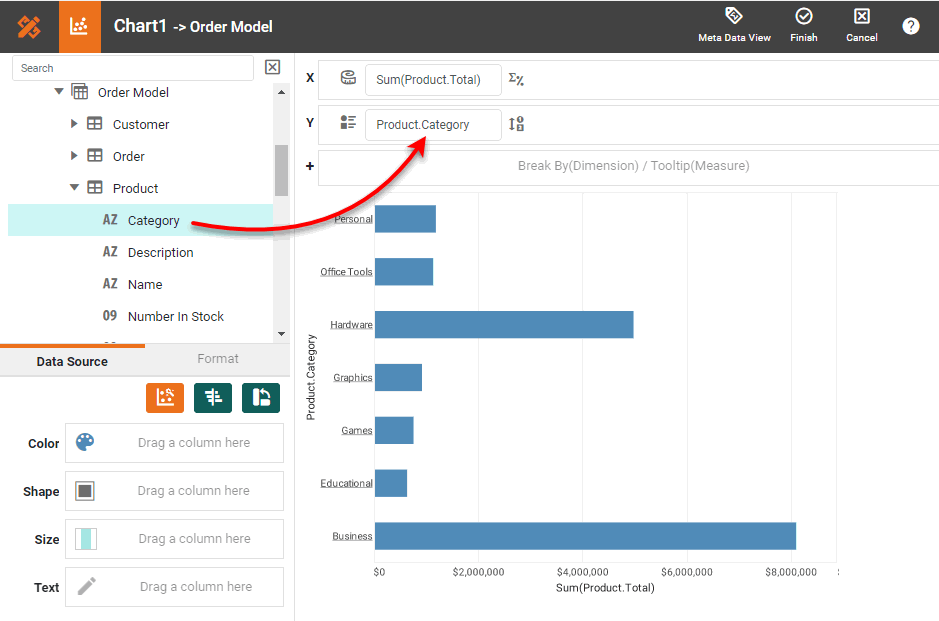 Chart1 -> Order Model
Meta Data View
Finish
Cancel
?
Search
Order Model
Customer
Order
Product
AZ Category
AZ Description
AZ Name
09 Number In Stock
Data Source
Format
Color
Drag a column here
Shape
Drag a column here
Size
Drag a column here
Text
Drag a column here
X
Sum(Product.Total)
Y
Product.Category
+
Break By(Dimension) / Tooltip(Measure)
Product.Category
Personal
Office Tools
Hardware
Graphics
Games
Educational
Business
$0 $2,000,000 $4,000,000 $6,000,000 $8,000,000
Sum(Product.Total)